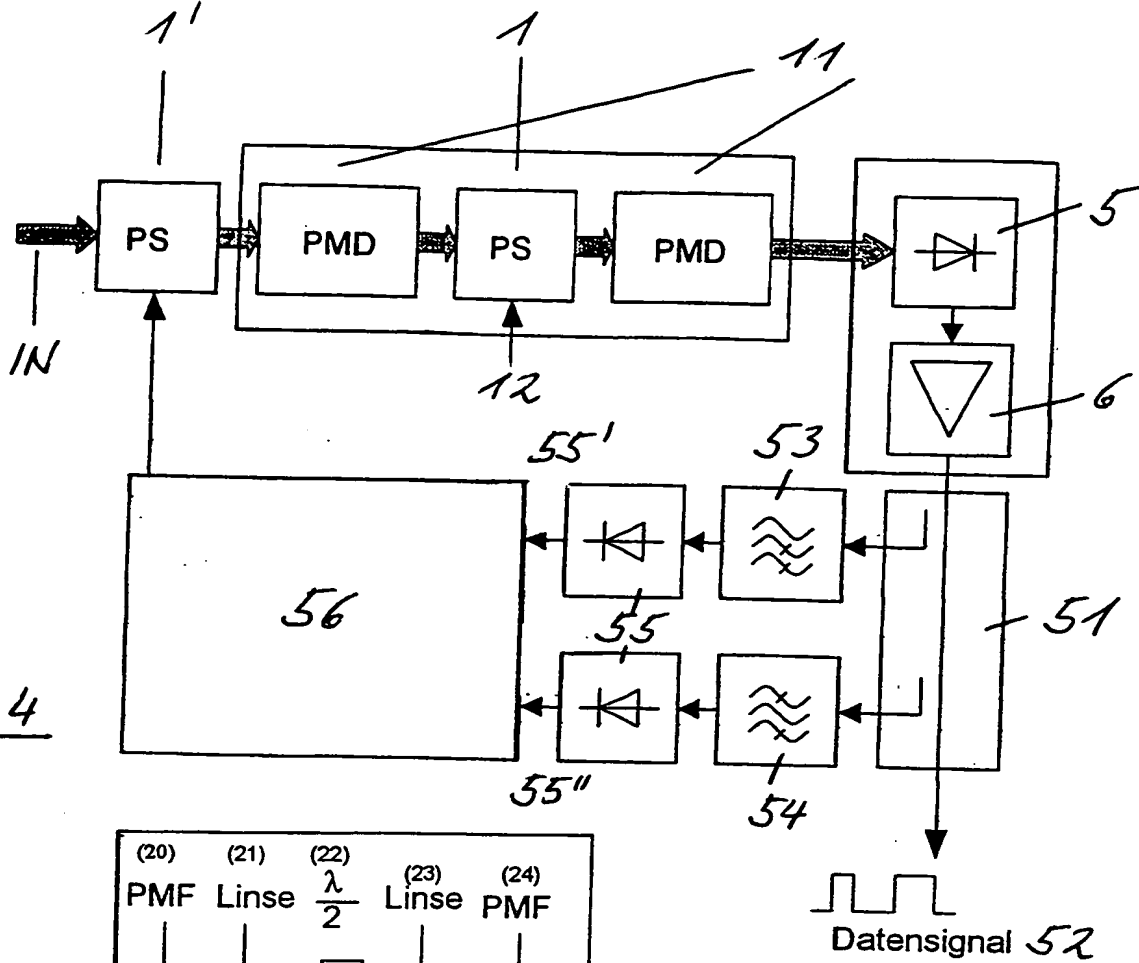 1' 1 11
PS PMD PS PMD
5
IN
12
6
55' 53
56
55
51
4
55"
54
(20) (21) (22) (23) (24)
PMF Linse λ/2 Linse PMF
Datensignal 52